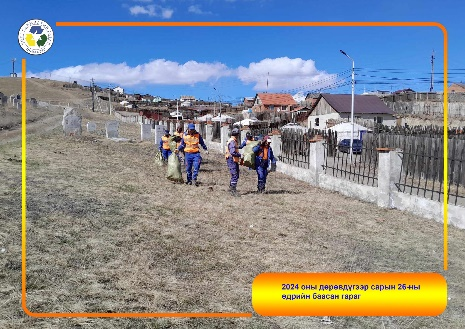 2024 оны дөрөвдүгээр сарын 26-ны
өдрийн баасан гараг